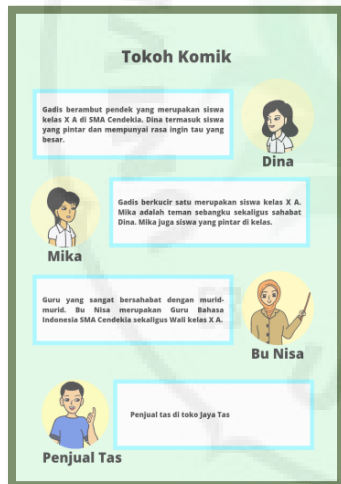 Tokoh Komik
Gadis berambut pendek yang merupakan siswa
kelas X A di SMA Cendekia. Dina termasuk siswa
yang pintar dan mempunyai rasa ingin tau yang
besar.
Dina
Gadis berkucir satu merupakan siswa kelas X A.
Mika adalah teman sebangku sekaligus sahabat
Dina. Mika juga siswa yang pintar di kelas.
Mika
Guru yang sangat bersahabat dengan murid-
murid. Bu Nisa merupakan Guru Bahasa
Indonesia SMA Cendekia sekaligus Wali kelas X A.
Bu Nisa
Penjual tas di toko Jaya Tas
Penjual Tas